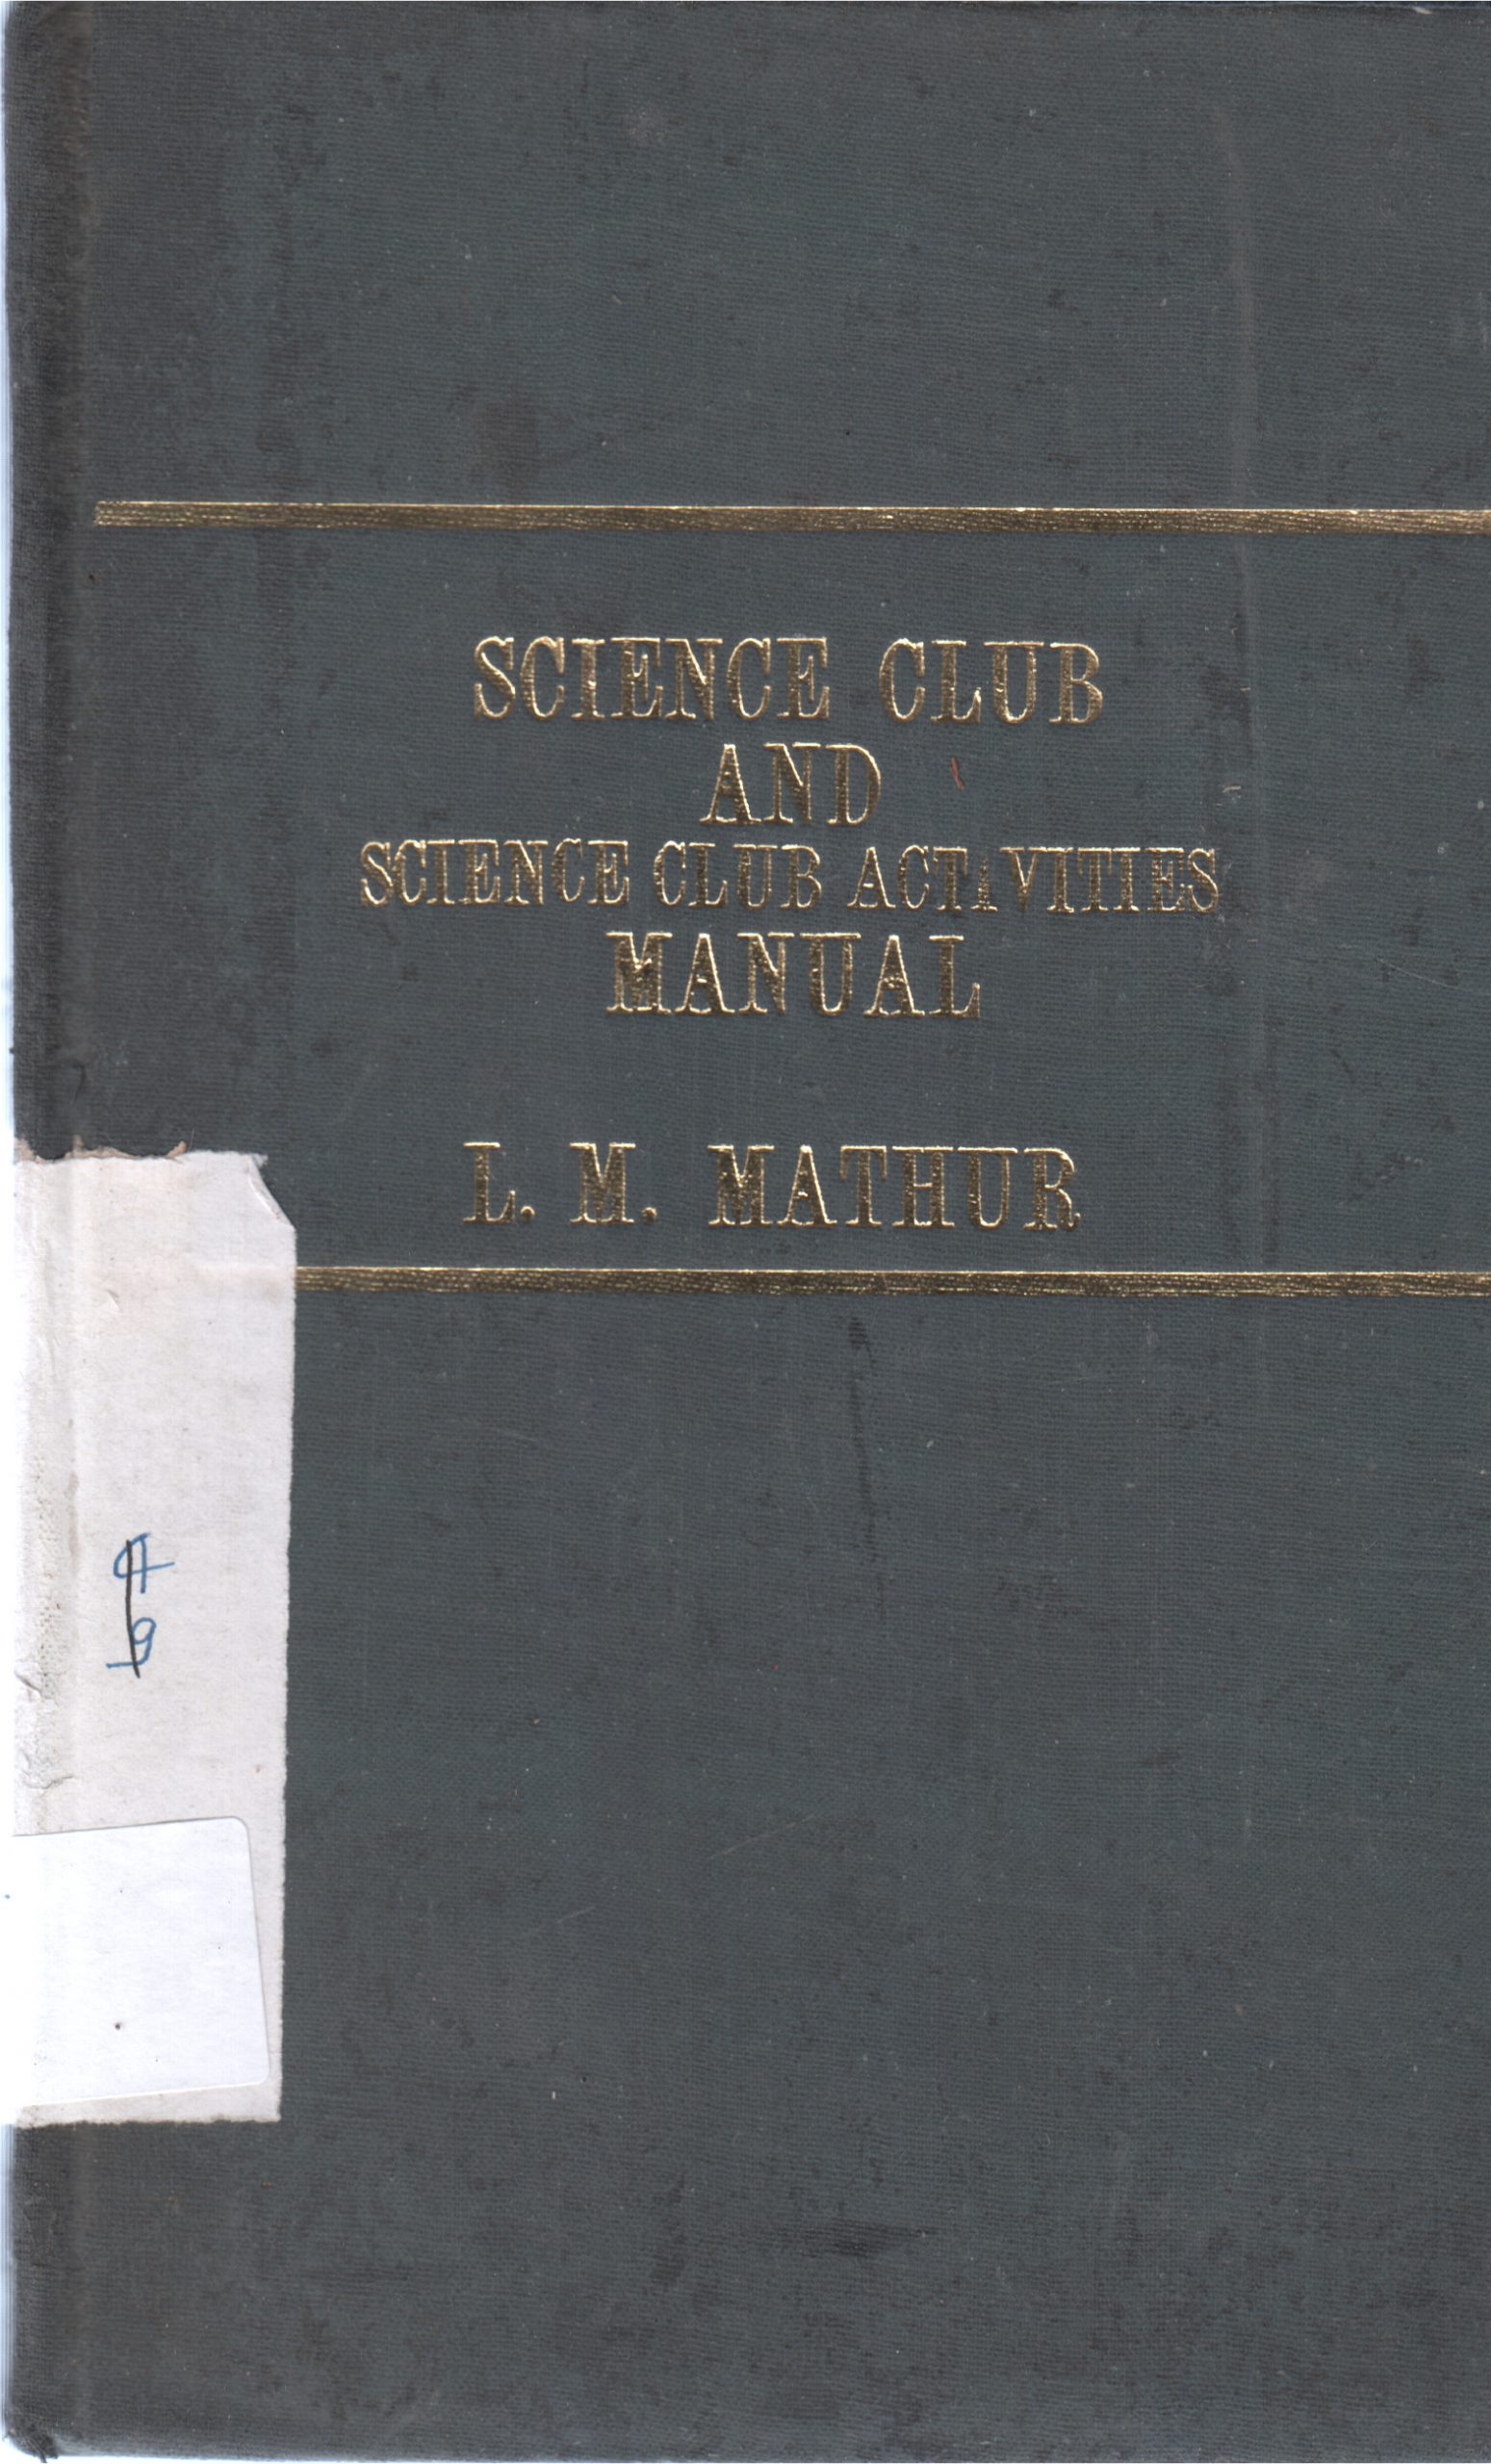 SCIENCE CLUB
AND
SCIENCE CLUB ACTIVITIES
MANUAL
L. M. MATHUR